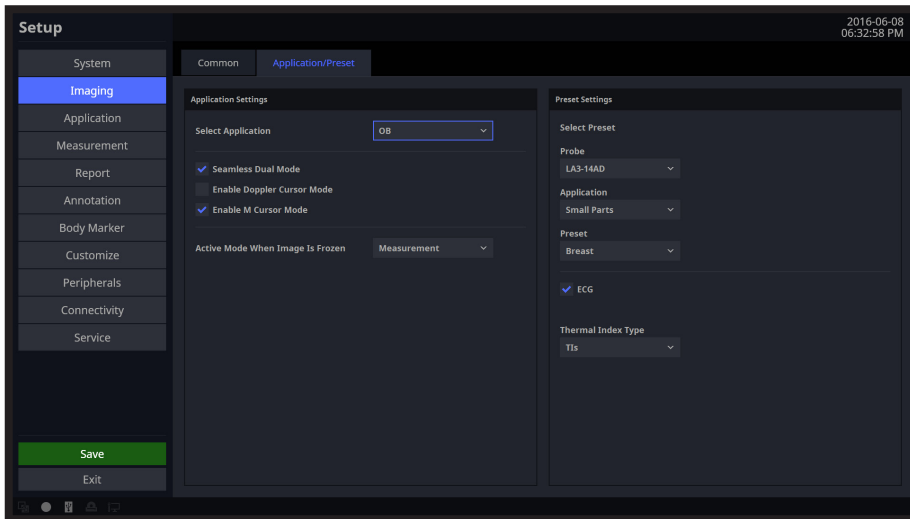 Setup
2016-06-08
06:32:58 PM
System
Imaging
Application
Measurement
Report
Annotation
Body Marker
Customize
Peripherals
Connectivity
Service
Save
Exit
Common
Application/Preset
Application Settings
Select Application
OB
Seamless Dual Mode
Enable Doppler Cursor Mode
Enable M Cursor Mode
Active Mode When Image Is Frozen
Measurement
Preset Settings
Select Preset
Probe
LA3-14AD
Application
Small Parts
Preset
Breast
ECG
Thermal Index Type
TIs